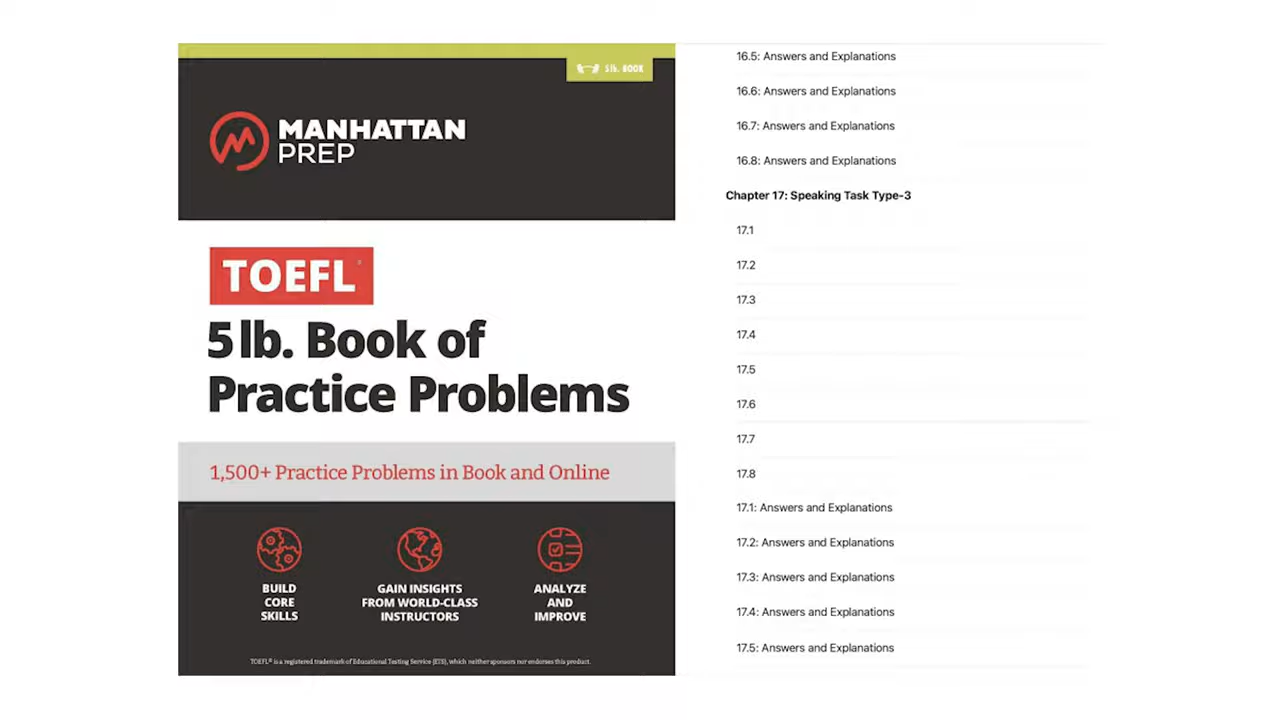 5 lb. BOOK
MANHATTAN
PREP
TOEFL®
5 lb. Book of
Practice Problems
1,500+ Practice Problems in Book and Online
BUILD
CORE
SKILLS
GAIN INSIGHTS
FROM WORLD-CLASS
INSTRUCTORS
ANALYZE
AND
IMPROVE
TOEFL® is a registered trademark of Educational Testing Service (ETS), which neither sponsors nor endorses this product.
16.5: Answers and Explanations
16.6: Answers and Explanations
16.7: Answers and Explanations
16.8: Answers and Explanations
Chapter 17: Speaking Task Type-3
17.1
17.2
17.3
17.4
17.5
17.6
17.7
17.8
17.1: Answers and Explanations
17.2: Answers and Explanations
17.3: Answers and Explanations
17.4: Answers and Explanations
17.5: Answers and Explanations